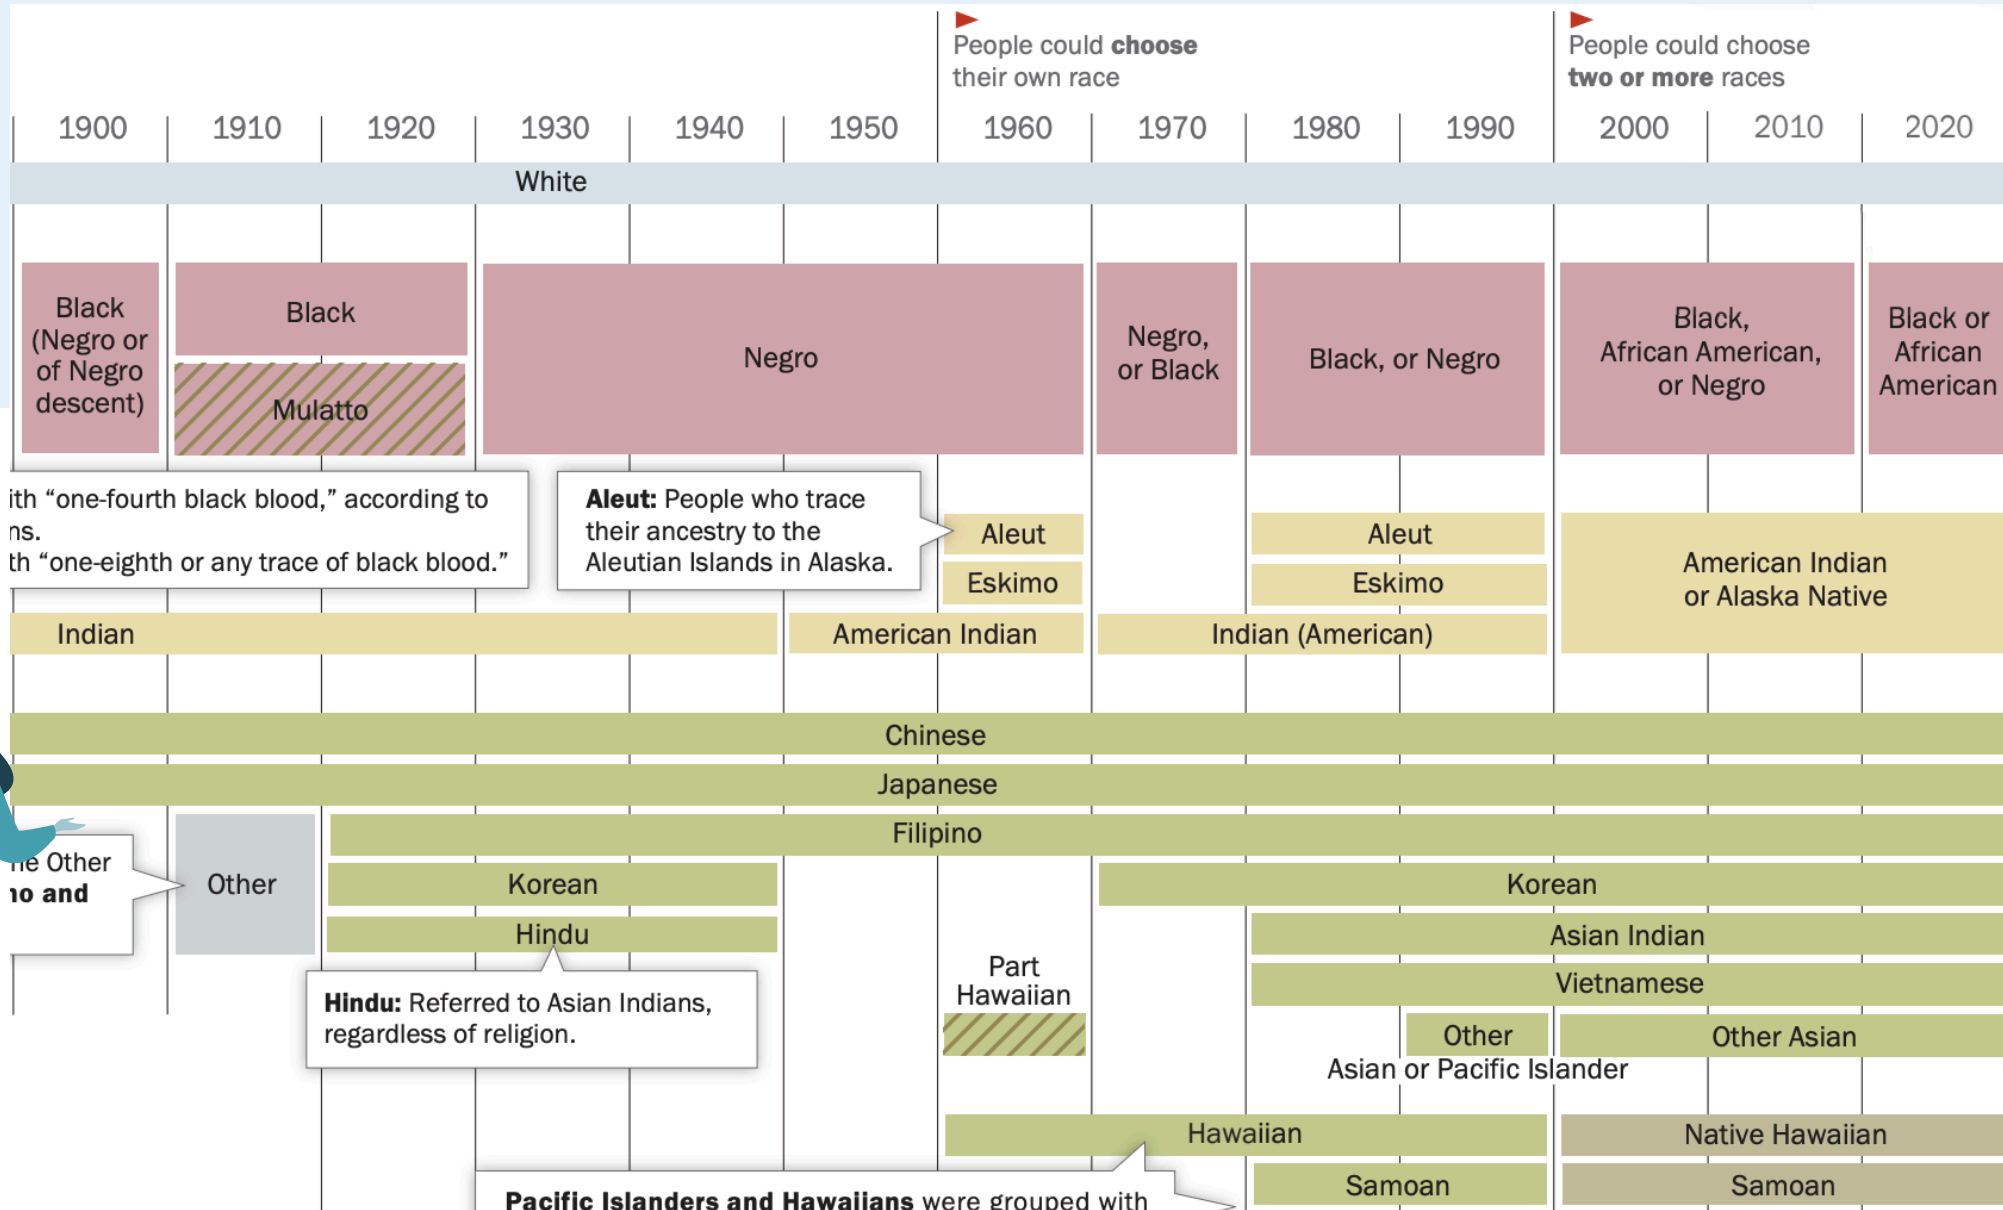 People could choose
their own race
People could choose
two or more races
1900 1910 1920 1930 1940 1950 1960 1970 1980 1990 2000 2010 2020
White
Black
(Negro or
of Negro
descent)
Black
Mulatto
Negro
Negro,
or Black
Black, or Negro
Black,
African American,
or Negro
Black or
African
American
“one-fourth black blood,” according to
“one-eighth or any trace of black blood.”
Aleut: People who trace
their ancestry to the
Aleutian Islands in Alaska.
Aleut
Eskimo
Aleut
Eskimo
American Indian
or Alaska Native
Indian
American Indian
Indian (American)
Chinese
Japanese
Filipino
Other
and
Other
Korean
Korean
Hindu
Asian Indian
Hindu: Referred to Asian Indians,
regardless of religion.
Part
Hawaiian
Vietnamese
Other
Asian or Pacific Islander
Other Asian
Hawaiian
Native Hawaiian
Samoan
Samoan
Pacific Islanders and Hawaiians were grouped with